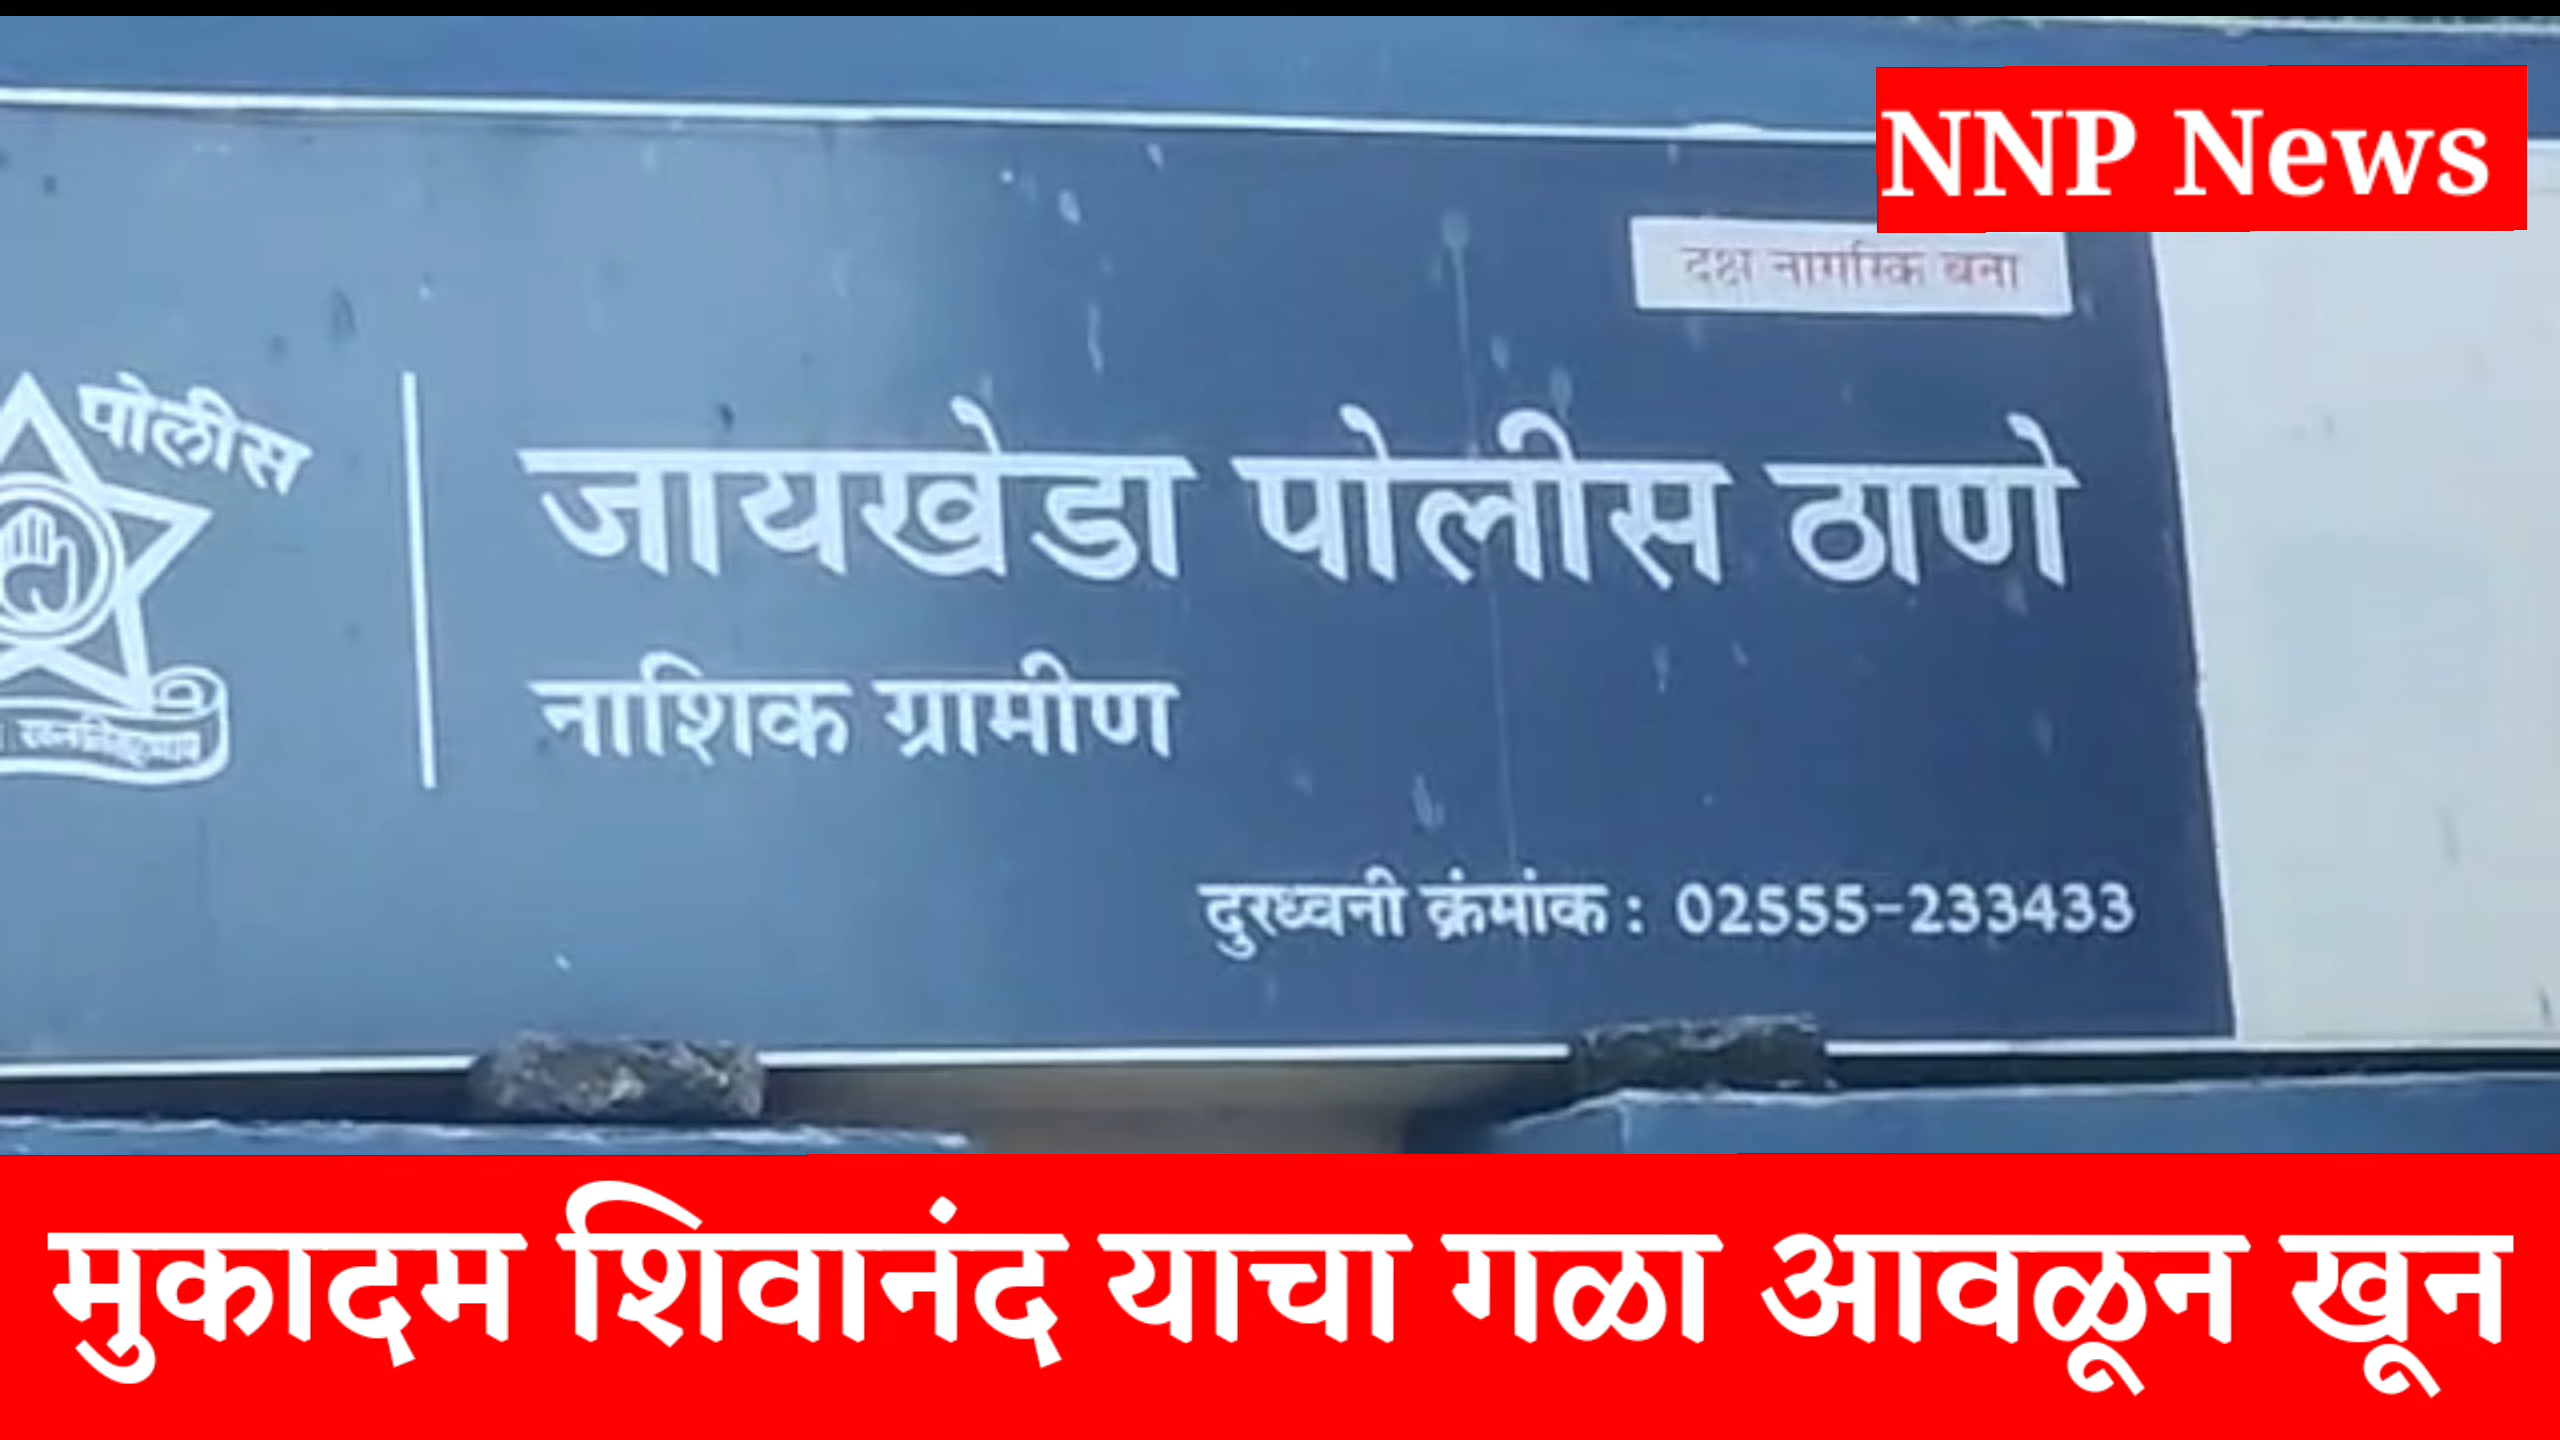 NNP News
दक्ष नागरिक बना
पोलीस
जायखेडा पोलीस ठाणे
नाशिक ग्रामीण
दुरध्वनी क्रंमांक : 02555-233433
मुकादम शिवानंद याचा गळा आवळून खून